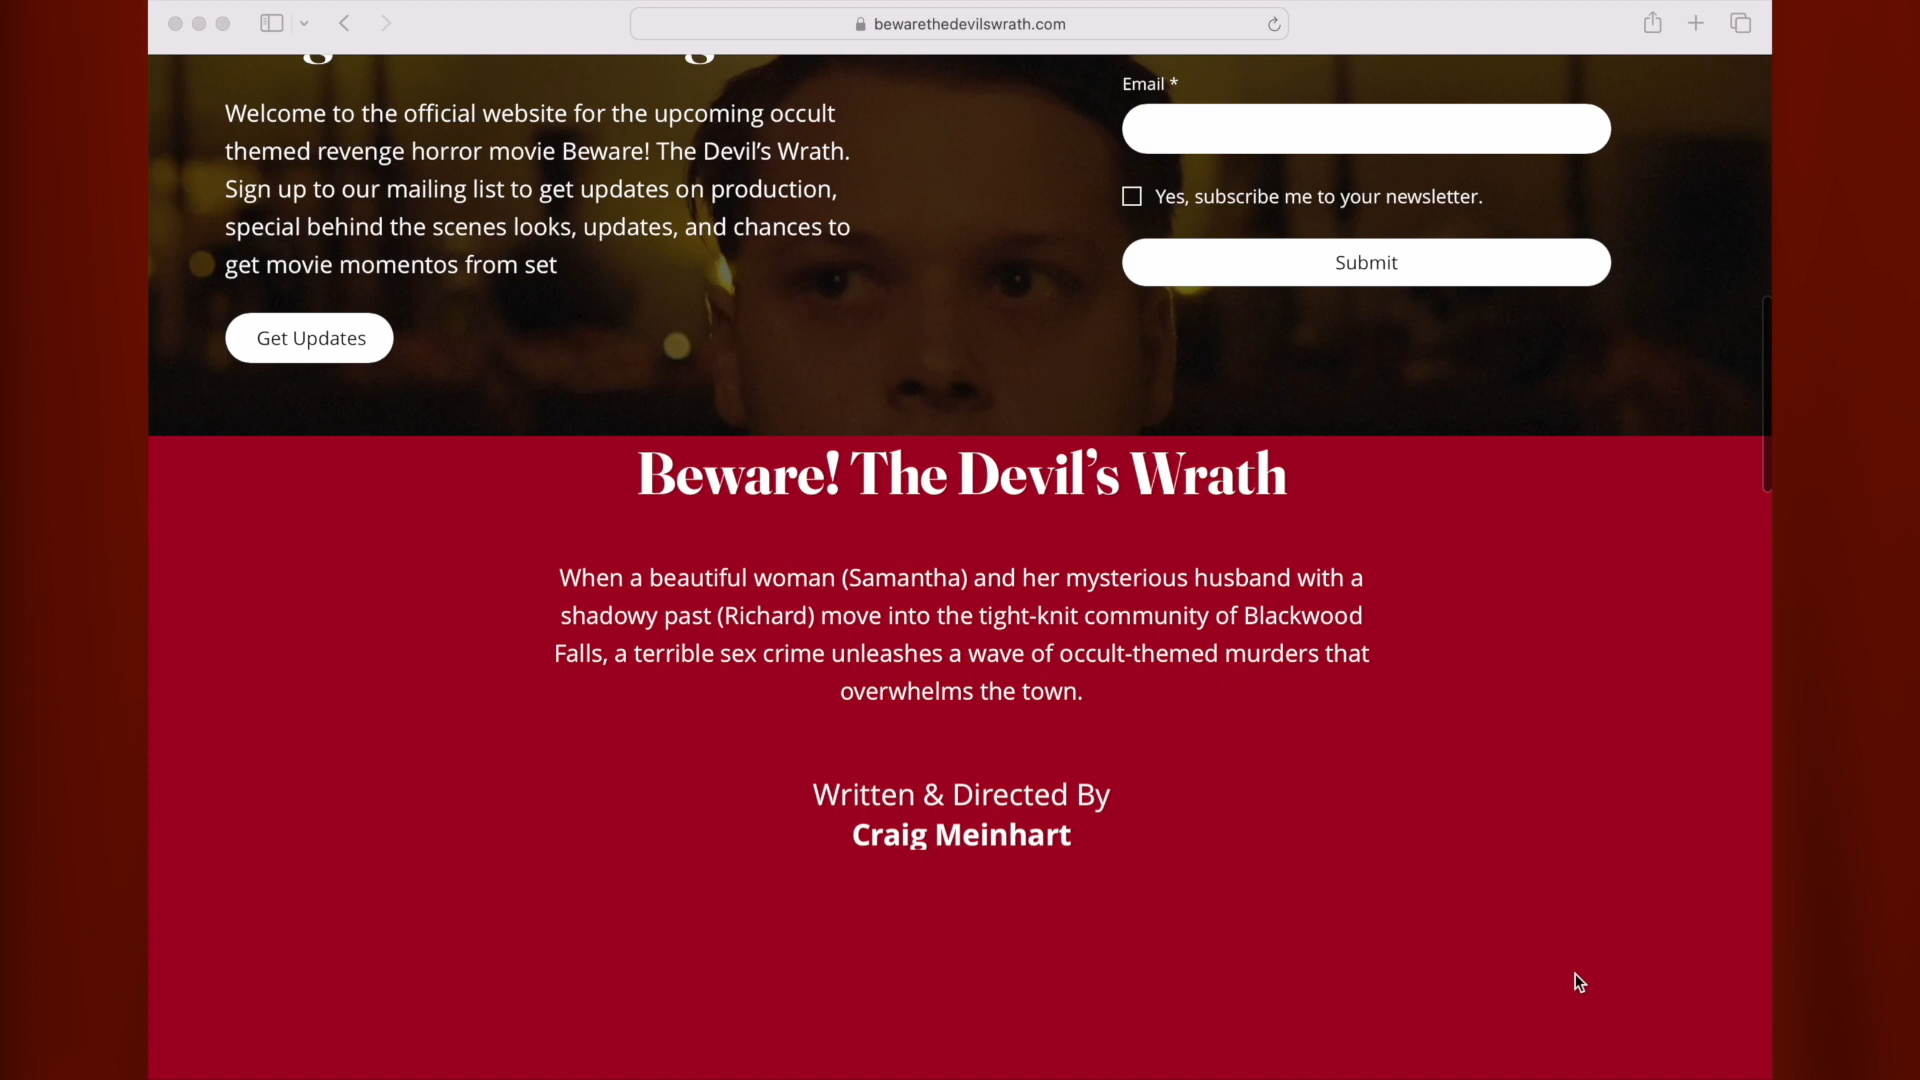 bewarethedevilswrath.com
Welcome to the official website for the upcoming occult
themed revenge horror movie Beware! The Devil’s Wrath.
Sign up to our mailing list to get updates on production,
special behind the scenes looks, updates, and chances to
get movie momentos from set
Get Updates
Email *
Yes, subscribe me to your newsletter.
Submit
Beware! The Devil’s Wrath
When a beautiful woman (Samantha) and her mysterious husband with a
shadowy past (Richard) move into the tight-knit community of Blackwood
Falls, a terrible sex crime unleashes a wave of occult-themed murders that
overwhelms the town.
Written & Directed By
Craig Meinhart